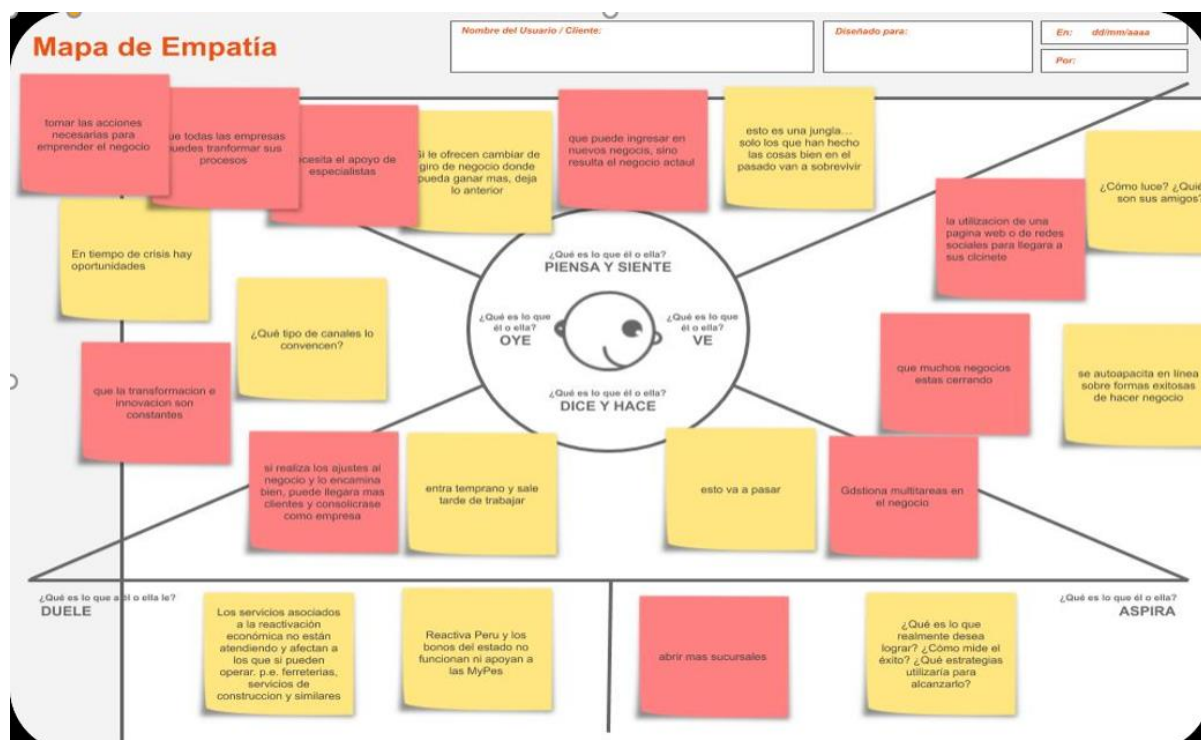 Mapa de Empatía
Nombre del Usuario / Cliente:
Diseñado para:
En: dd/mm/aaaa
Por:
tomar las acciones
necesarias para
emprender el negocio
ue todas las empresas
uedes tranformar sus
procesos
cesita el apoyo de
especialistas
Si le ofrecen cambiar de
giro de negocio donde
pueda ganar mas, deja
lo anterior
que puede ingresar en
nuevos negocis, sino
resulta el negocio actaul
esto es una jungla...
solo los que han hecho
las cosas bien en el
pasado van a sobrevivir
¿Cómo luce? ¿Quié
son sus amigos?
la utilizacion de una
pagina web o de redes
sociales para llegara a
sus clcinete
En tiempo de crisis hay
oportunidades
¿Qué tipo de canales lo
convencen?
que la transformacion e
innovacion son
constantes
¿Qué es lo que él o ella?
PIENSA Y SIENTE
¿Qué es lo que
él o ella?
OYE
¿Qué es lo que
él o ella?
VE
¿Qué es lo que él o ella?
DICE Y HACE
que muchos negocios
estas cerrando
se autoapacita en línea
sobre formas exitosas
de hacer negocio
si realiza los ajustes al
negocio y lo encamina
bien, puede llegara mas
clientes y consolicrase
como empresa
entra temprano y sale
tarde de trabajar
esto va a pasar
Gdstiona multitareas en
el negocio
¿Qué es lo que a él o ella le?
DUELE
Los servicios asociados
a la reactivación
económica no están
atendiendo y afectan a
los que si pueden
operar. p.e. ferreterias,
servicios de
construccion y similares
Reactiva Peru y los
bonos del estado no
funcionan ni apoyan a
las MyPes
abrir mas sucursales
¿Qué es lo que
realmente desea
lograr? ¿Cómo mide el
éxito? ¿Qué estrategias
utilizaría para
alcanzarlo?
¿Qué es lo que él o ella?
ASPIRA